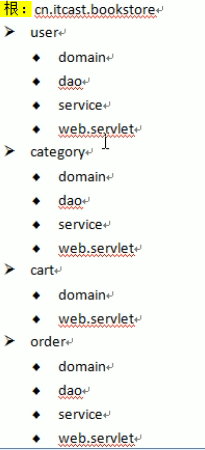 根：cn.itcast.bookstore
user
domain
dao
service
web.servlet
category
domain
dao
service
web.servlet
cart
domain
web.servlet
order
domain
dao
service
web.servlet